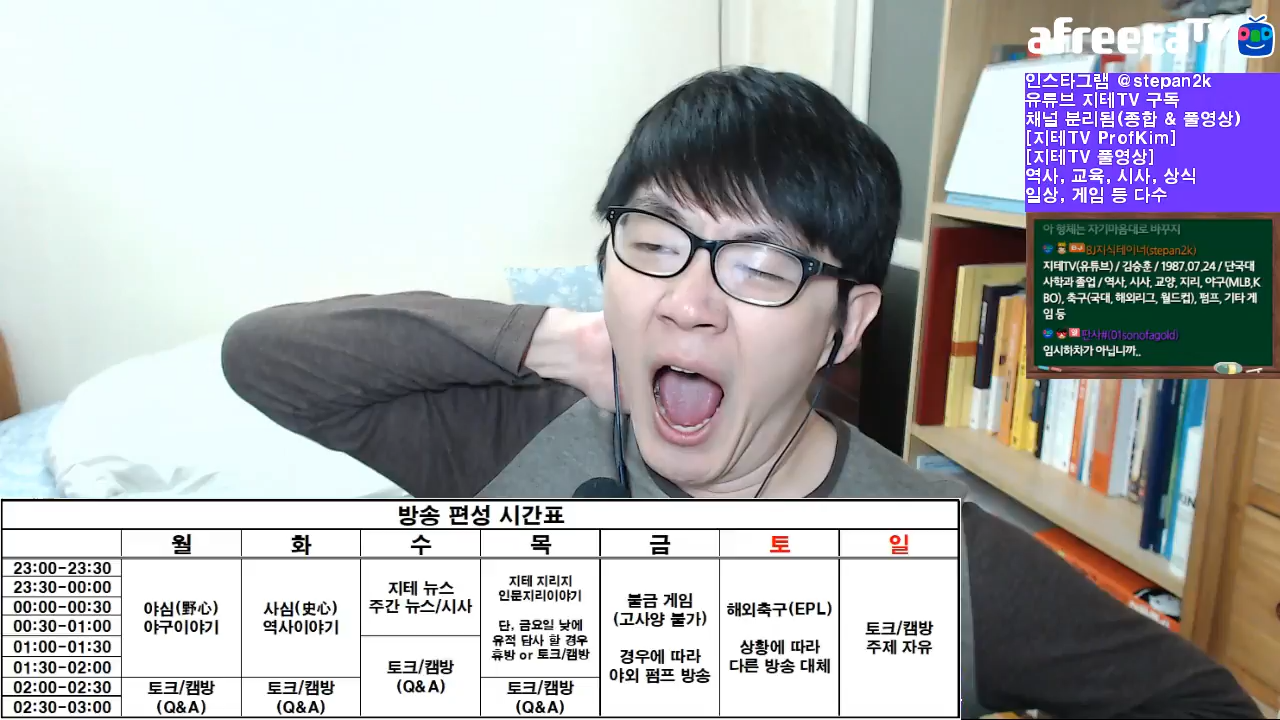 afreecaTV
인스타그램 @stepan2k
유튜브 지테TV 구독
채널 분리됨(종합 & 풀영상)
[지테TV ProfKim]
[지테TV 풀영상]
역사, 교육, 시사, 상식
일상, 게임 등 다수
아 형체는 자기마음대로 바꾸지
BJ지식테이너(stepan2k)
지테TV(유튜브) / 김승훈 / 1987.07.24 / 단국대
사학과 졸업 / 역사, 시사, 교양, 지리, 야구(MLB,K
BO), 축구(국대, 해외리그, 월드컵), 펌프, 기타 게
임 등
판사#(01sonofagold)
임시하차가 아닙니까..
방송 편성 시간표
월 화 수 목 금 토 일
23:00-23:30
23:30-00:00
00:00-00:30
00:30-01:00
01:00-01:30
01:30-02:00
02:00-02:30
02:30-03:00
야심(野心)
야구이야기
토크/캠방
(Q&A)
사심(史心)
역사이야기
토크/캠방
(Q&A)
지테 뉴스
주간 뉴스/시사
토크/캠방
(Q&A)
지테 지리지
인문지리이야기
단, 금요일 낮에
유적 답사 할 경우
휴방 or 토크/캠방
토크/캠방
(Q&A)
불금 게임
(고사양 불가)
경우에 따라
야외 펌프 방송
해외축구(EPL)
상황에 따라
다른 방송 대체
토크/캠방
주제 자유